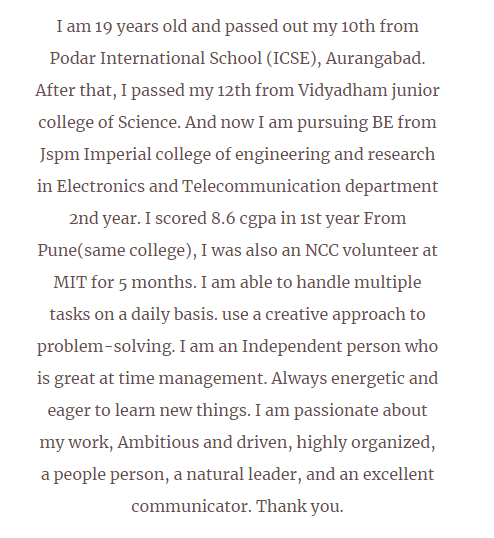 I am 19 years old and passed out my 10th from
Podar International School (ICSE), Aurangabad.
After that, I passed my 12th from Vidyadham junior
college of Science. And now I am pursuing BE from
Jspm Imperial college of engineering and research
in Electronics and Telecommunication department
2nd year. I scored 8.6 cgpa in 1st year From
Pune(same college), I was also an NCC volunteer at
MIT for 5 months. I am able to handle multiple
tasks on a daily basis. use a creative approach to
problem-solving. I am an Independent person who
is great at time management. Always energetic and
eager to learn new things. I am passionate about
my work, Ambitious and driven, highly organized,
a people person, a natural leader, and an excellent
communicator. Thank you.